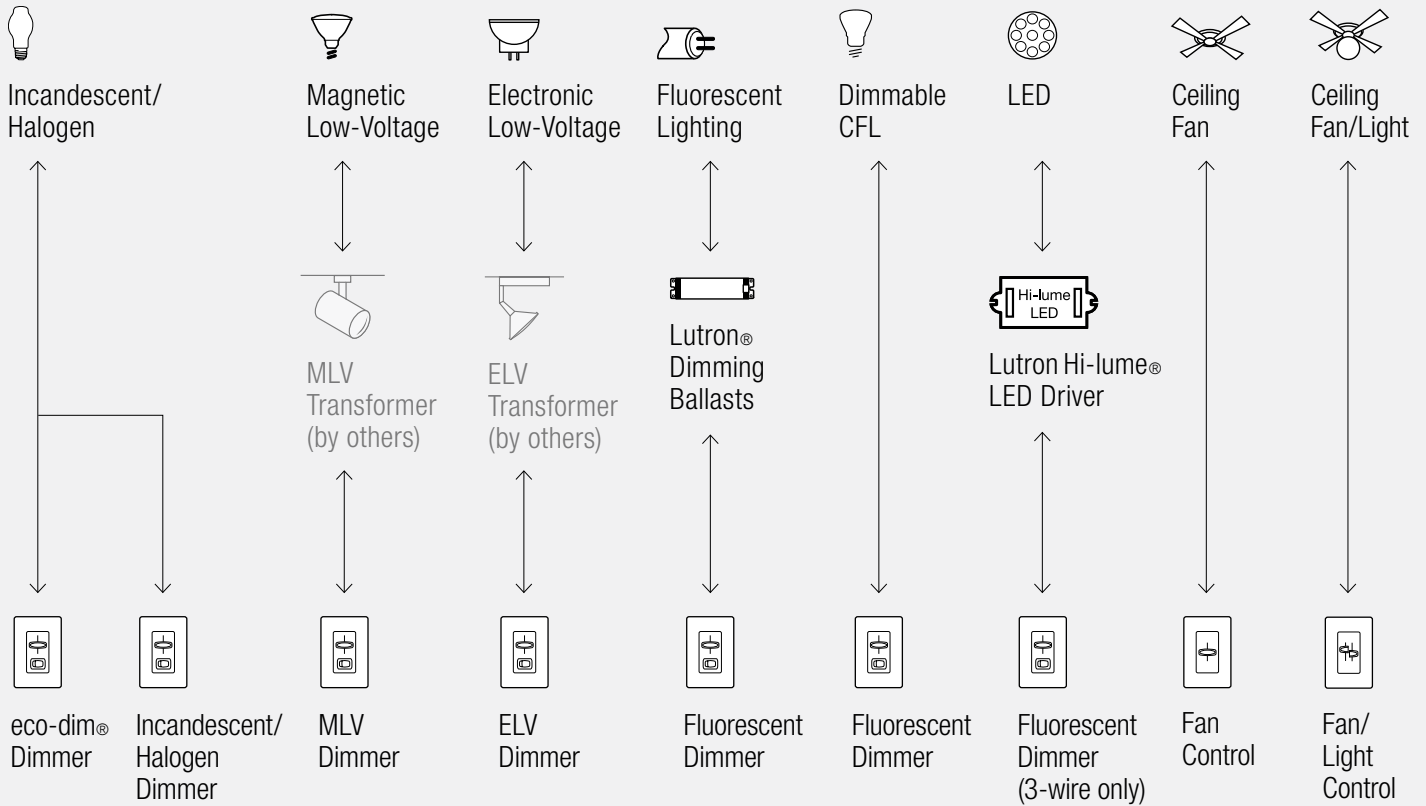 Incandescent/
Halogen
Magnetic
Low-Voltage
Electronic
Low-Voltage
Fluorescent
Lighting
Dimmable
CFL
LED
Ceiling
Fan
Ceiling
Fan/Light
MLV
Transformer
(by others)
ELV
Transformer
(by others)
Lutron®
Dimming
Ballasts
Hi-lume
LED
Lutron Hi-lume®
LED Driver
eco-dim®
Dimmer
Incandescent/
Halogen
Dimmer
MLV
Dimmer
ELV
Dimmer
Fluorescent
Dimmer
Fluorescent
Dimmer
Fluorescent
Dimmer
(3-wire only)
Fan
Control
Fan/
Light
Control